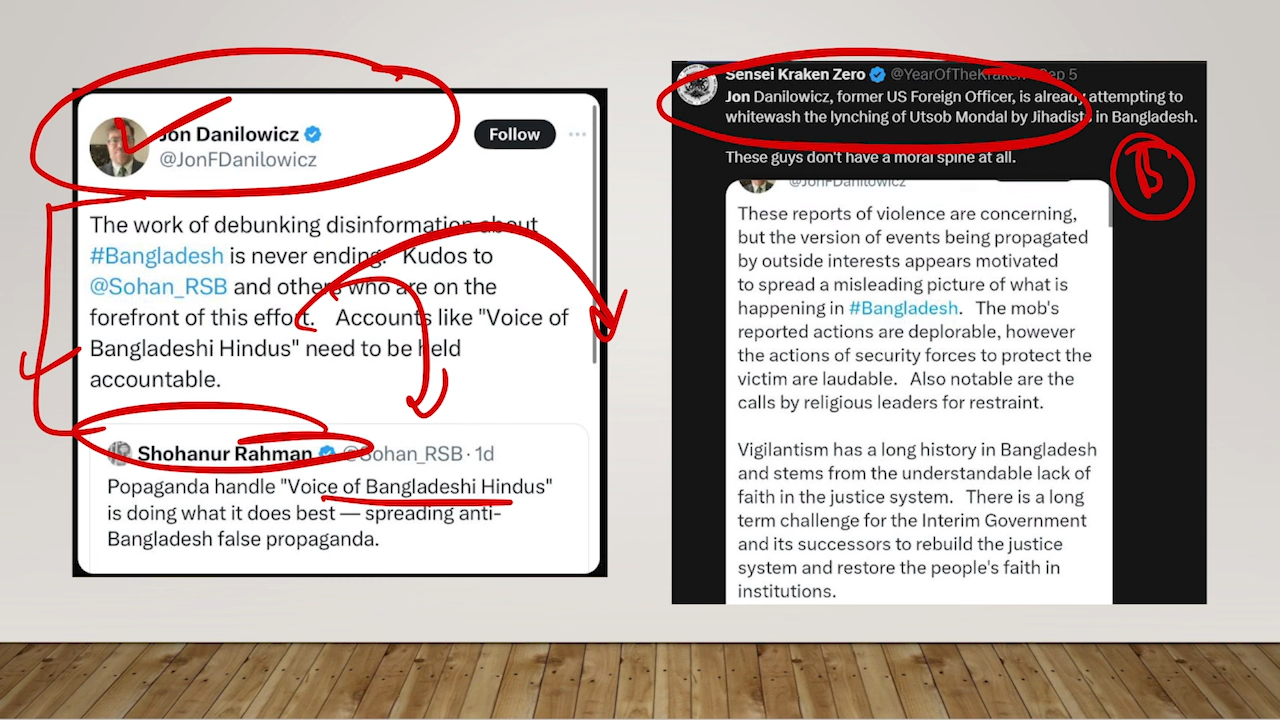 Jon Danilowicz
@JonFDanilowicz
Follow
The work of debunking disinformation about
#Bangladesh is never ending. Kudos to
@Sohan_RSB and others who are on the
forefront of this effort. Accounts like "Voice of
Bangladeshi Hindus" need to be held
accountable.
Shohanur Rahman @Sohan_RSB · 1d
Popaganda handle "Voice of Bangladeshi Hindus"
is doing what it does best — spreading anti-
Bangladesh false propaganda.
Sensei Kraken Zero @YearOfTheKraken Sep 5
Jon Danilowicz, former US Foreign Officer, is already attempting to
whitewash the lynching of Utsob Mondal by Jihadists in Bangladesh.
These guys don't have a moral spine at all.
@JonFDanilowicz
These reports of violence are concerning,
but the version of events being propagated
by outside interests appears motivated
to spread a misleading picture of what is
happening in #Bangladesh. The mob's
reported actions are deplorable, however
the actions of security forces to protect the
victim are laudable. Also notable are the
calls by religious leaders for restraint.
Vigilantism has a long history in Bangladesh
and stems from the understandable lack of
faith in the justice system. There is a long
term challenge for the Interim Government
and its successors to rebuild the justice
system and restore the people's faith in
institutions.